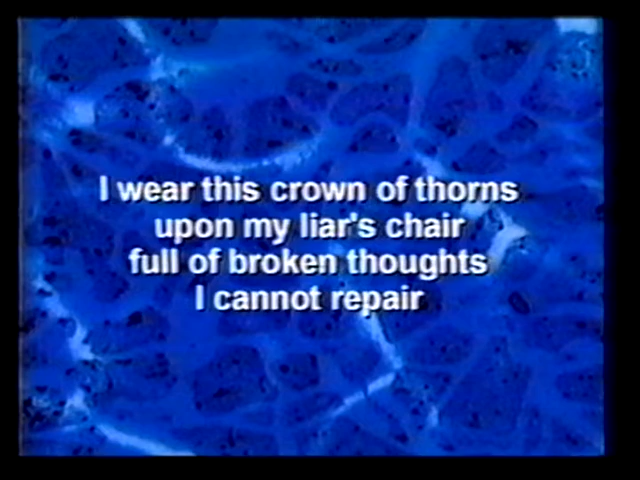 I wear this crown of thorns
upon my liar's chair
full of broken thoughts
I cannot repair